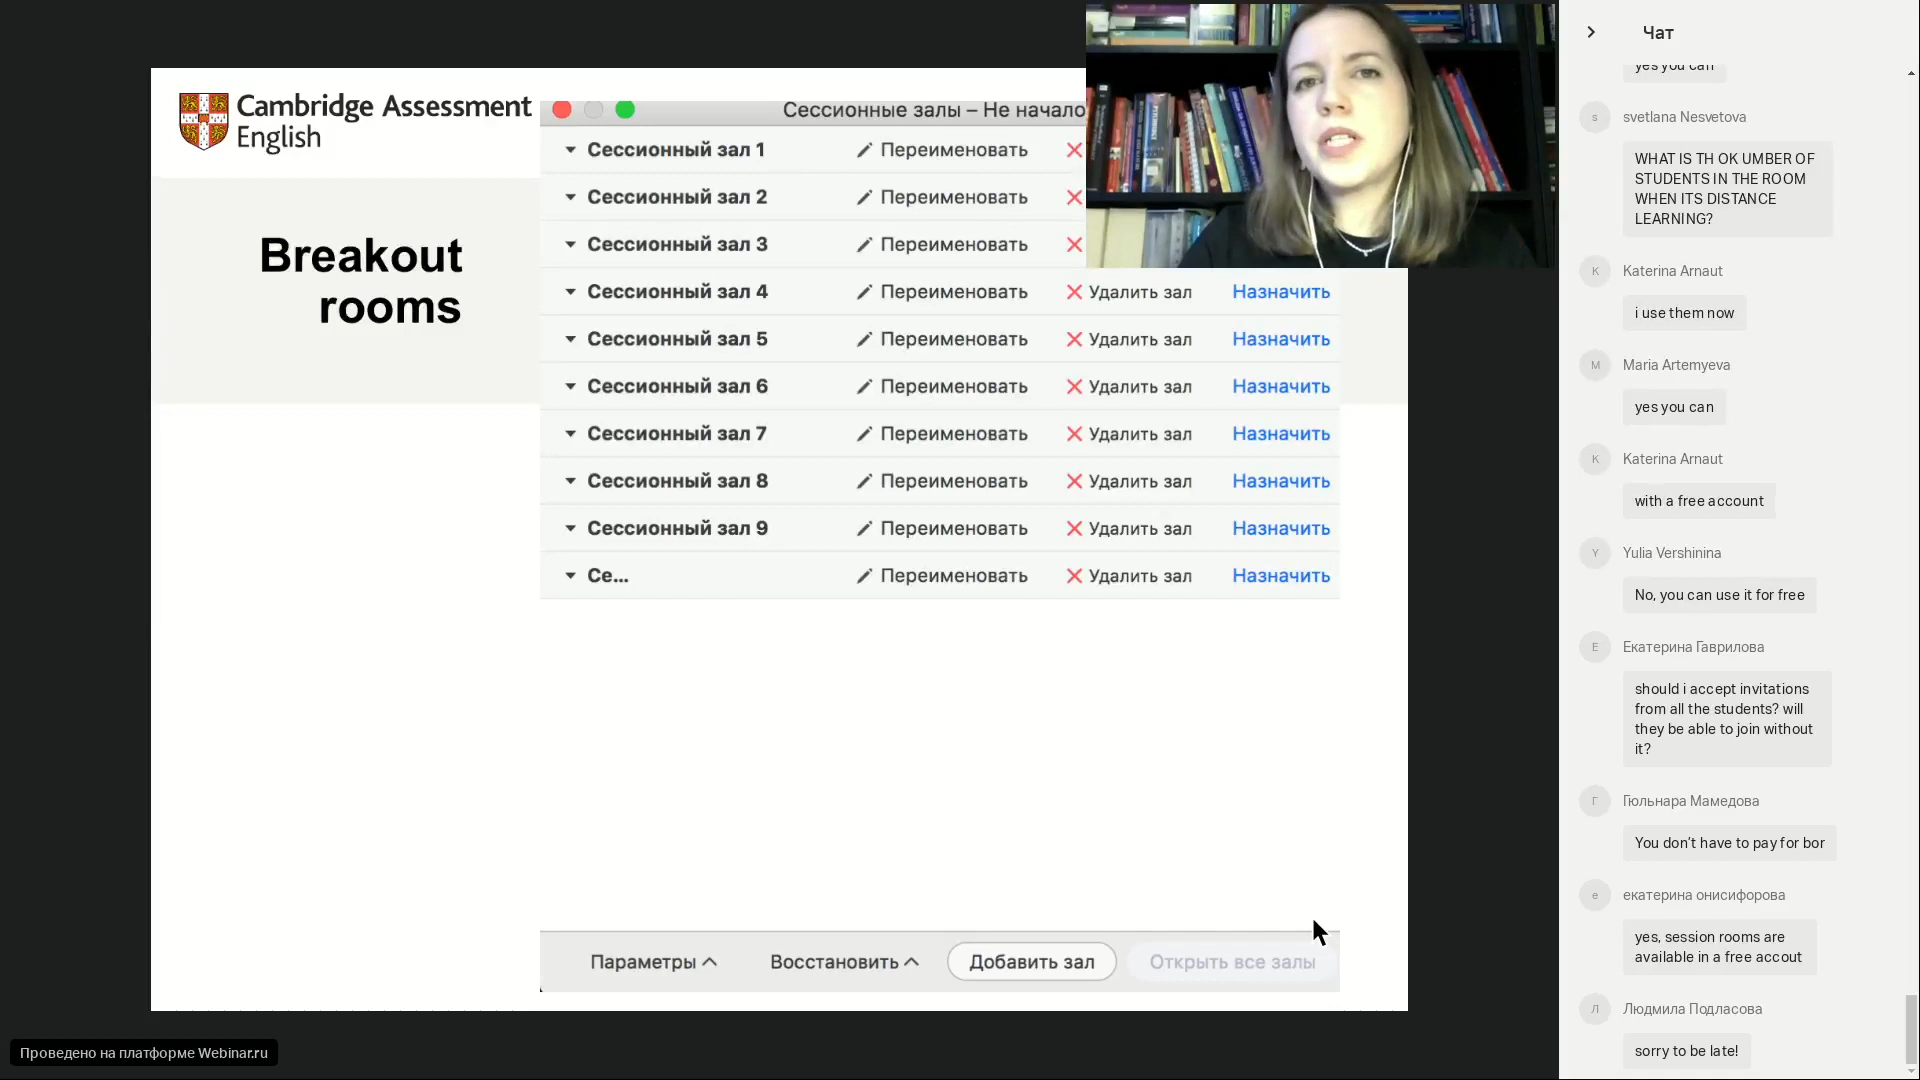 Cambridge Assessment
English
Breakout
rooms
Сессионные залы – Не начало
Сессионный зал 1 Переименовать
Сессионный зал 2 Переименовать
Сессионный зал 3 Переименовать
Сессионный зал 4 Переименовать Удалить зал Назначить
Сессионный зал 5 Переименовать Удалить зал Назначить
Сессионный зал 6 Переименовать Удалить зал Назначить
Сессионный зал 7 Переименовать Удалить зал Назначить
Сессионный зал 8 Переименовать Удалить зал Назначить
Сессионный зал 9 Переименовать Удалить зал Назначить
Се... Переименовать Удалить зал Назначить
Параметры Восстановить Добавить зал Открыть все залы
Проведено на платформе Webinar.ru
Чат
yes you can
s svetlana Nesvetova
WHAT IS TH OK UMBER OF
STUDENTS IN THE ROOM
WHEN ITS DISTANCE
LEARNING?
K Katerina Arnaut
i use them now
M Maria Artemyeva
yes you can
K Katerina Arnaut
with a free account
Y Yulia Vershinina
No, you can use it for free
Е Екатерина Гаврилова
should i accept invitations
from all the students? will
they be able to join without
it?
Г Гюльнара Мамедова
You don't have to pay for bor
е екатерина онисифорова
yes, session rooms are
available in a free accout
Л Людмила Подласова
sorry to be late!